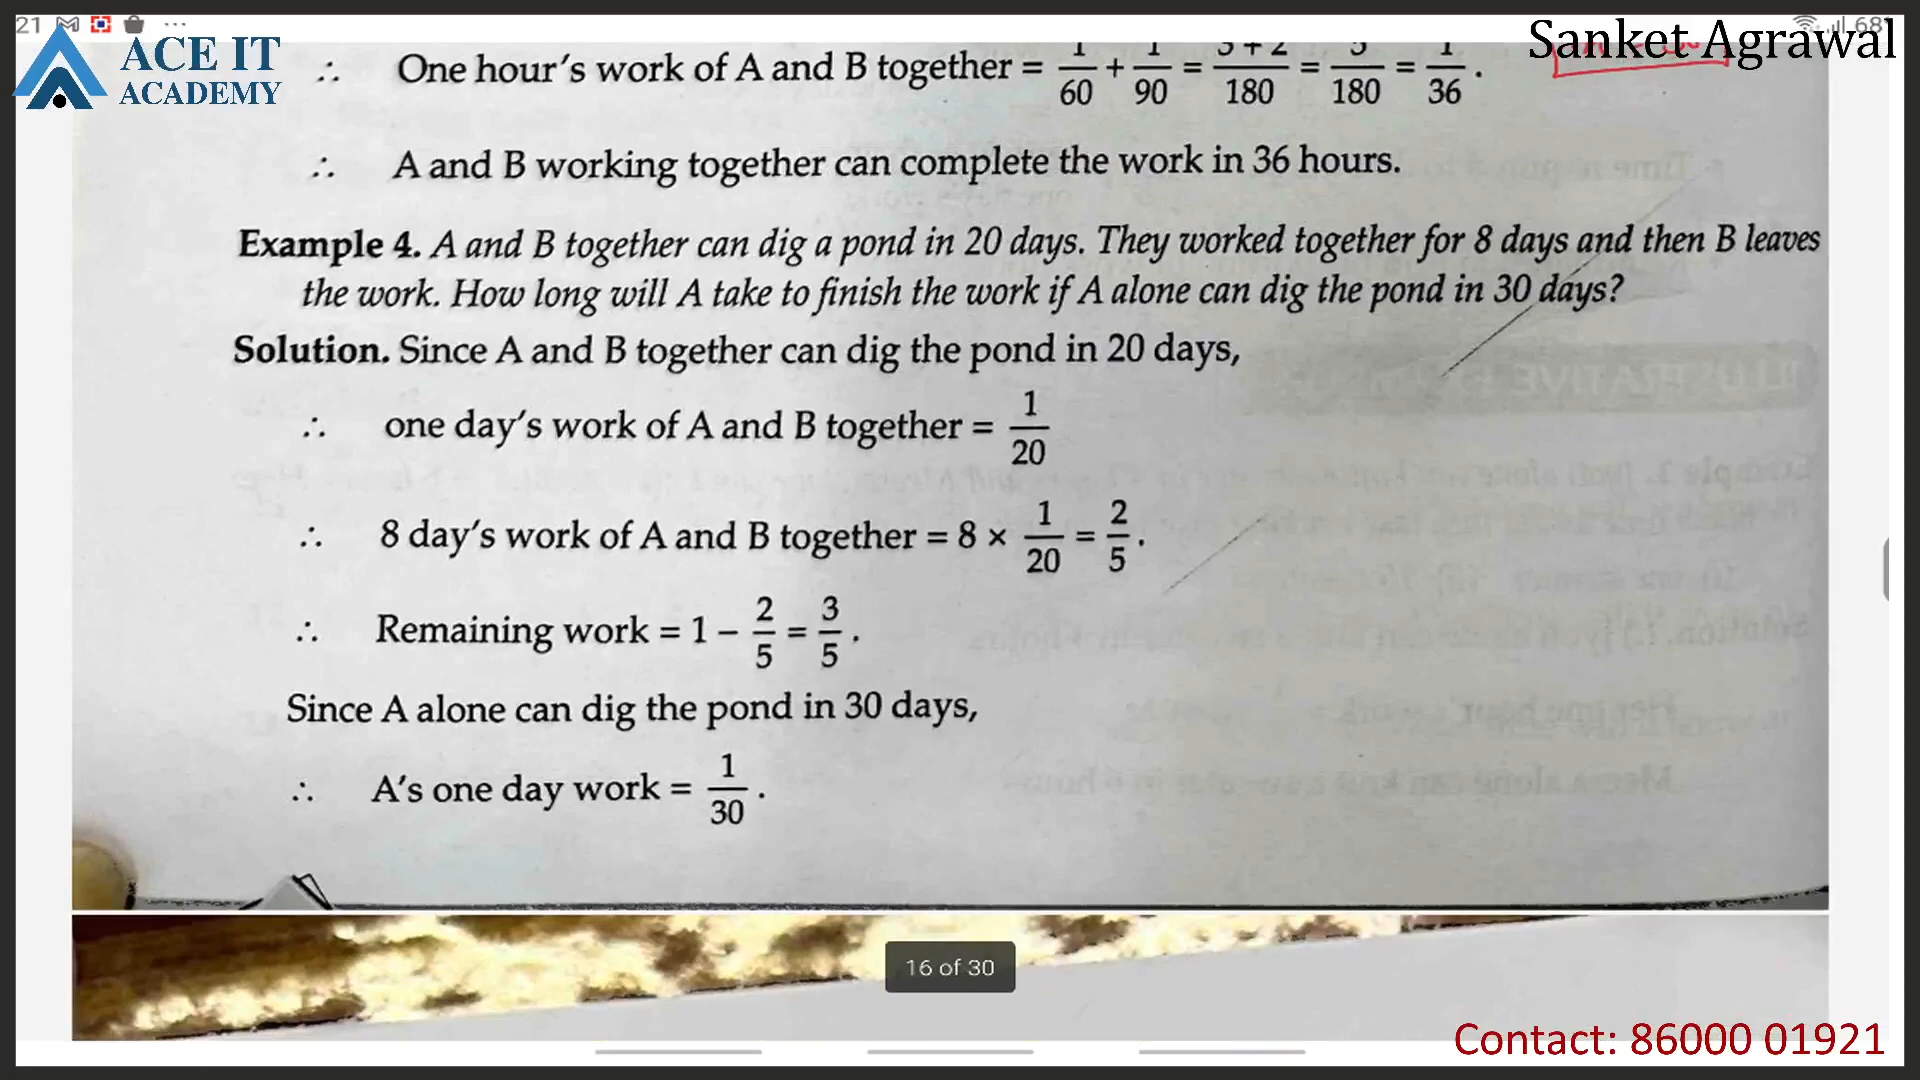 21
Sanket Agrawal
ACE IT
ACADEMY
∴ One hour's work of A and B together = 1/60 + 1/90 = (3 + 2)/180 = 5/180 = 1/36 .
∴ A and B working together can complete the work in 36 hours.
Example 4. A and B together can dig a pond in 20 days. They worked together for 8 days and then B leaves
the work. How long will A take to finish the work if A alone can dig the pond in 30 days?
Solution. Since A and B together can dig the pond in 20 days,
∴ one day's work of A and B together = 1/20
∴ 8 day's work of A and B together = 8 × 1/20 = 2/5 .
∴ Remaining work = 1 – 2/5 = 3/5 .
Since A alone can dig the pond in 30 days,
∴ A's one day work = 1/30 .
16 of 30
Contact: 86000 01921